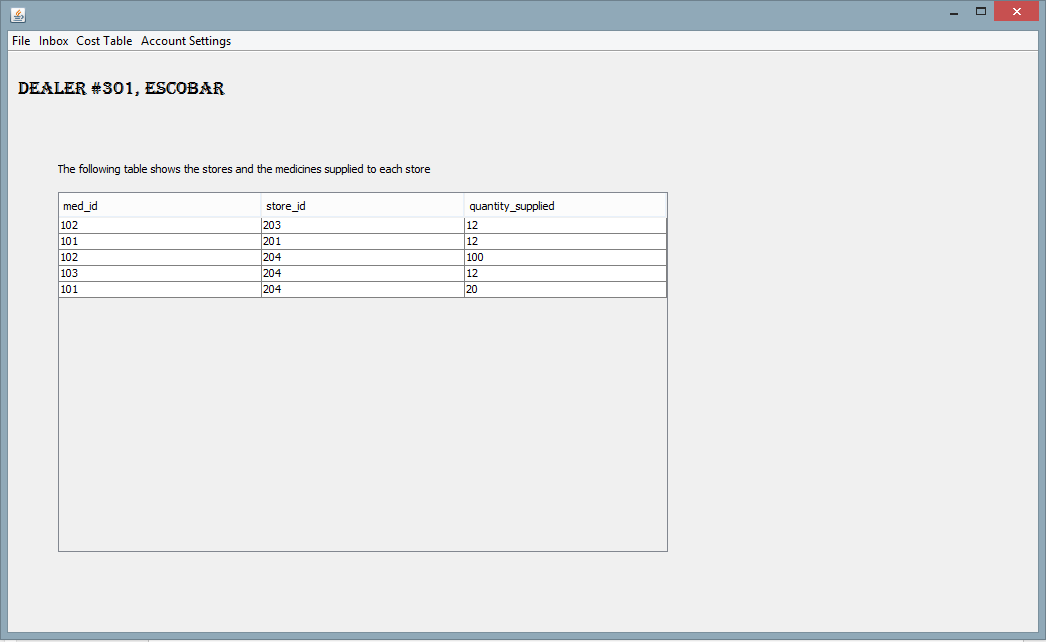 File Inbox Cost Table Account Settings
DEALER #301, ESCOBAR
The following table shows the stores and the medicines supplied to each store
med_id store_id quantity_supplied
102 203 12
101 201 12
102 204 100
103 204 12
101 204 20